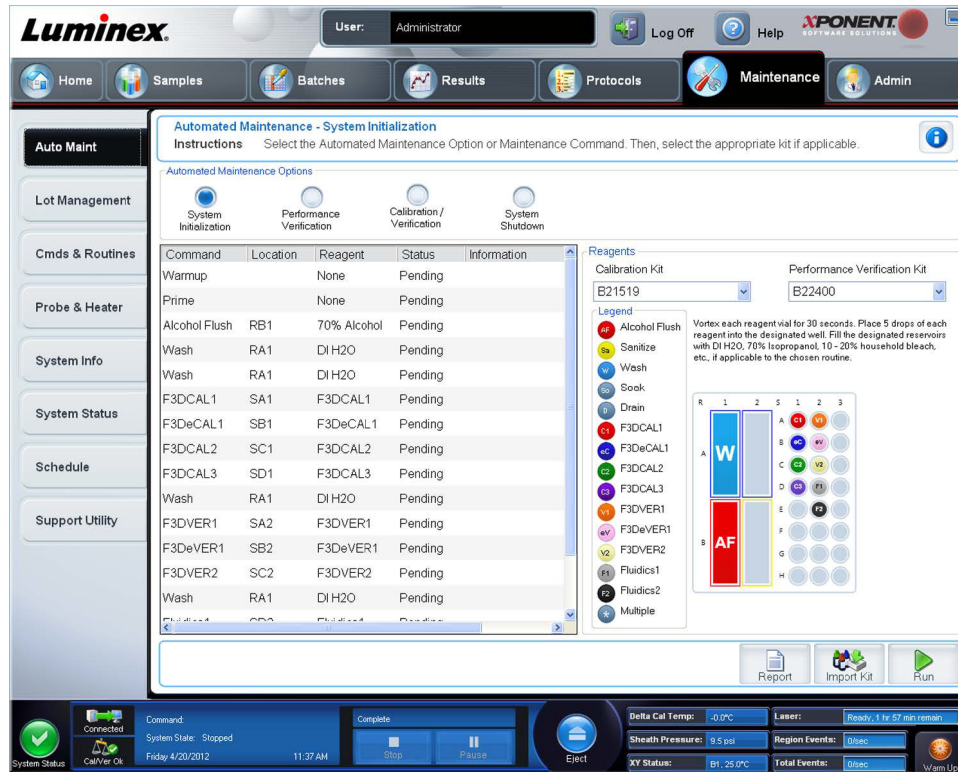 Luminex.
User: Administrator
Log Off
Help
XPONENT.
SOFTWARE SOLUTIONS
Home
Samples
Batches
Results
Protocols
Maintenance
Admin
Auto Maint
Lot Management
Cmds & Routines
Probe & Heater
System Info
System Status
Schedule
Support Utility
Automated Maintenance - System Initialization
Instructions Select the Automated Maintenance Option or Maintenance Command. Then, select the appropriate kit if applicable.
Automated Maintenance Options
System Initialization
Performance Verification
Calibration / Verification
System Shutdown
Command Location Reagent Status Information
Warmup None Pending
Prime None Pending
Alcohol Flush RB1 70% Alcohol Pending
Wash RA1 DI H2O Pending
Wash RA1 DI H2O Pending
F3DCAL1 SA1 F3DCAL1 Pending
F3DeCAL1 SB1 F3DeCAL1 Pending
F3DCAL2 SC1 F3DCAL2 Pending
F3DCAL3 SD1 F3DCAL3 Pending
Wash RA1 DI H2O Pending
F3DVER1 SA2 F3DVER1 Pending
F3DeVER1 SB2 F3DeVER1 Pending
F3DVER2 SC2 F3DVER2 Pending
Wash RA1 DI H2O Pending
Reagents
Calibration Kit
B21519
Performance Verification Kit
B22400
Legend
AF Alcohol Flush
Sa Sanitize
W Wash
So Soak
D Drain
C1 F3DCAL1
eC F3DeCAL1
C2 F3DCAL2
C3 F3DCAL3
V1 F3DVER1
eV F3DeVER1
V2 F3DVER2
F1 Fluidics1
F2 Fluidics2
* Multiple
Vortex each reagent vial for 30 seconds. Place 5 drops of each
reagent into the designated well. Fill the designated reservoirs
with DI H2O, 70% Isopropanol, 10 - 20% household bleach,
etc., if applicable to the chosen routine.
R 1 2 S 1 2 3
A C1 V1
B eC eV
A W
C C2 V2
D C3 F1
E F2
F
B AF
G
H
Report
Import Kit
Run
System Status
Connected
Cal/Ver Ok
Command:
System State: Stopped
Friday 4/20/2012 11:37 AM
Complete
Stop
Pause
Eject
Delta Cal Temp: -0.0°C
Sheath Pressure: 9.5 psi
XY Status: B1, 25.0°C
Laser: Ready, 1 hr 57 min remain
Region Events: 0/sec
Total Events: 0/sec
Warm Up